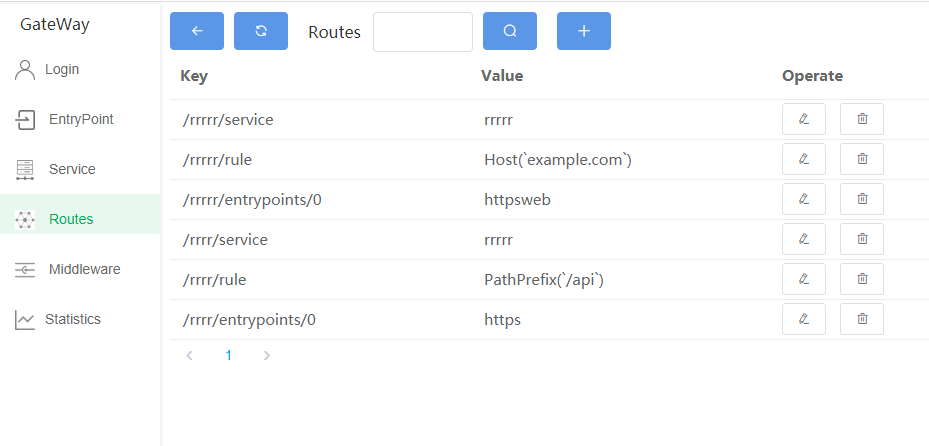 GateWay
Login
EntryPoint
Service
Routes
Middleware
Statistics
Routes
Key Value Operate
/rrrrr/service rrrrr
/rrrrr/rule Host(`example.com`)
/rrrrr/entrypoints/0 httpsweb
/rrrr/service rrrrr
/rrrr/rule PathPrefix(`/api`)
/rrrr/entrypoints/0 https
1